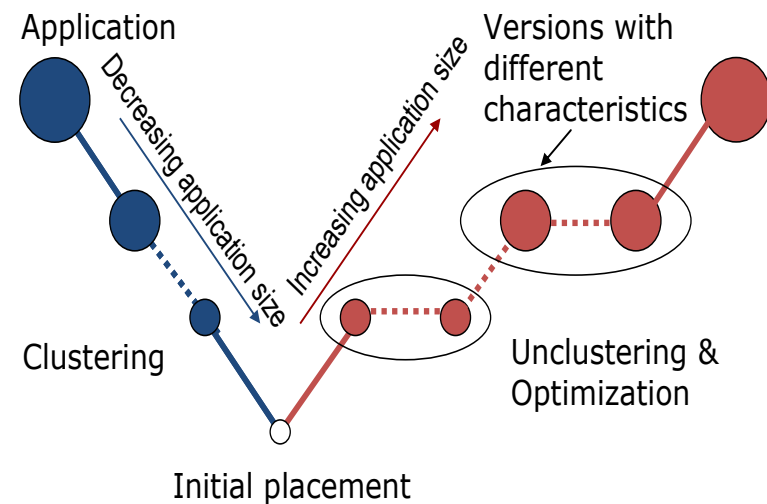 Application
Decreasing application size
Increasing application size
Versions with
different
characteristics
Clustering
Unclustering &
Optimization
Initial placement